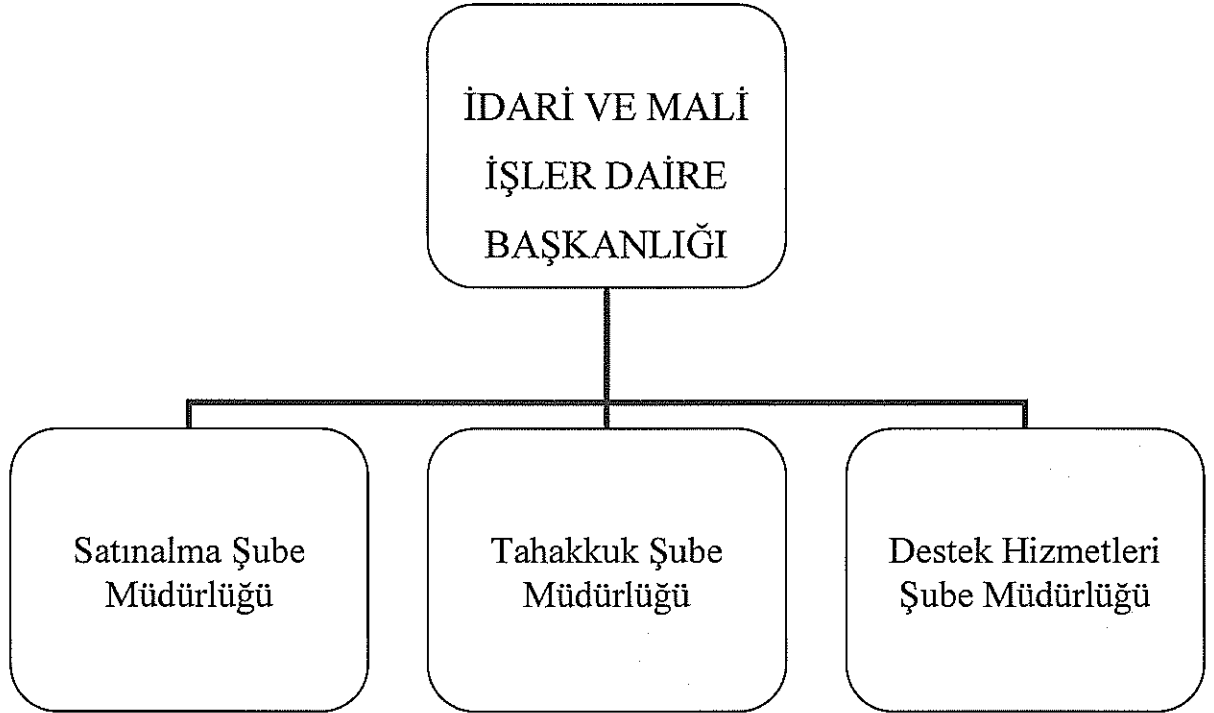 İDARİ VE MALİ
İŞLER DAİRE
BAŞKANLIĞI
Satınalma Şube
Müdürlüğü
Tahakkuk Şube
Müdürlüğü
Destek Hizmetleri
Şube Müdürlüğü